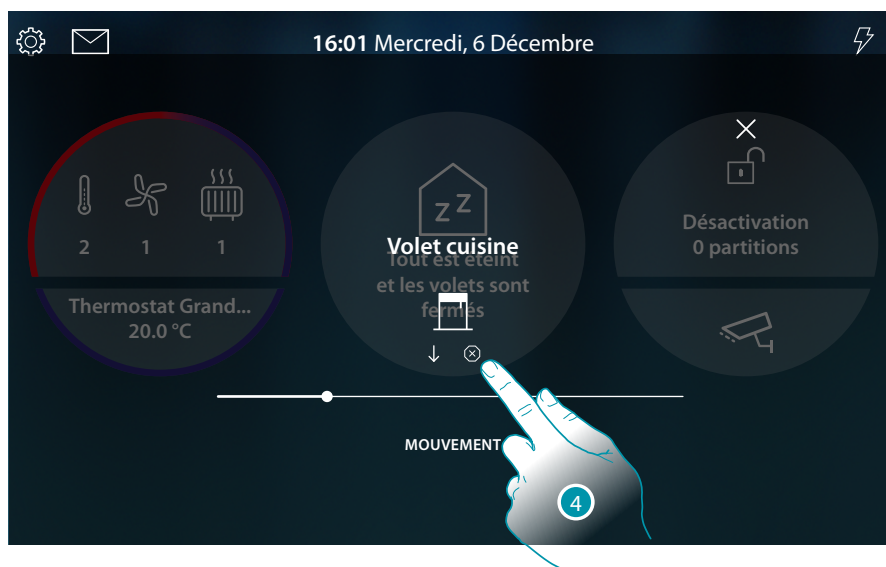 16:01 Mercredi, 6 Décembre
2 1 1
Thermostat Grand...
20.0 °C
Z Z
Volet cuisine
Tout est éteint
et les volets sont
fermés
Désactivation
0 partitions
MOUVEMENT
4